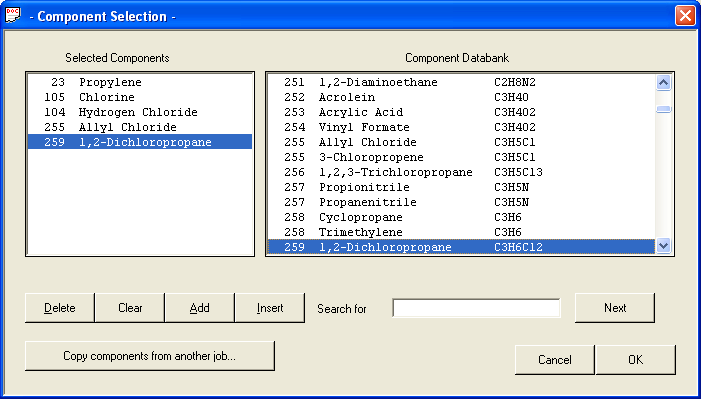 - Component Selection -
Selected Components
Component Databank
23 Propylene
105 Chlorine
104 Hydrogen Chloride
255 Allyl Chloride
259 1,2-Dichloropropane
251 1,2-Diaminoethane C2H8N2
252 Acrolein C3H4O
253 Acrylic Acid C3H4O2
254 Vinyl Formate C3H4O2
255 Allyl Chloride C3H5Cl
255 3-Chloropropene C3H5Cl
256 1,2,3-Trichloropropane C3H5Cl3
257 Propionitrile C3H5N
257 Propanenitrile C3H5N
258 Cyclopropane C3H6
258 Trimethylene C3H6
259 1,2-Dichloropropane C3H6Cl2
Delete Clear Add Insert Search for Next
Copy components from another job...
Cancel OK